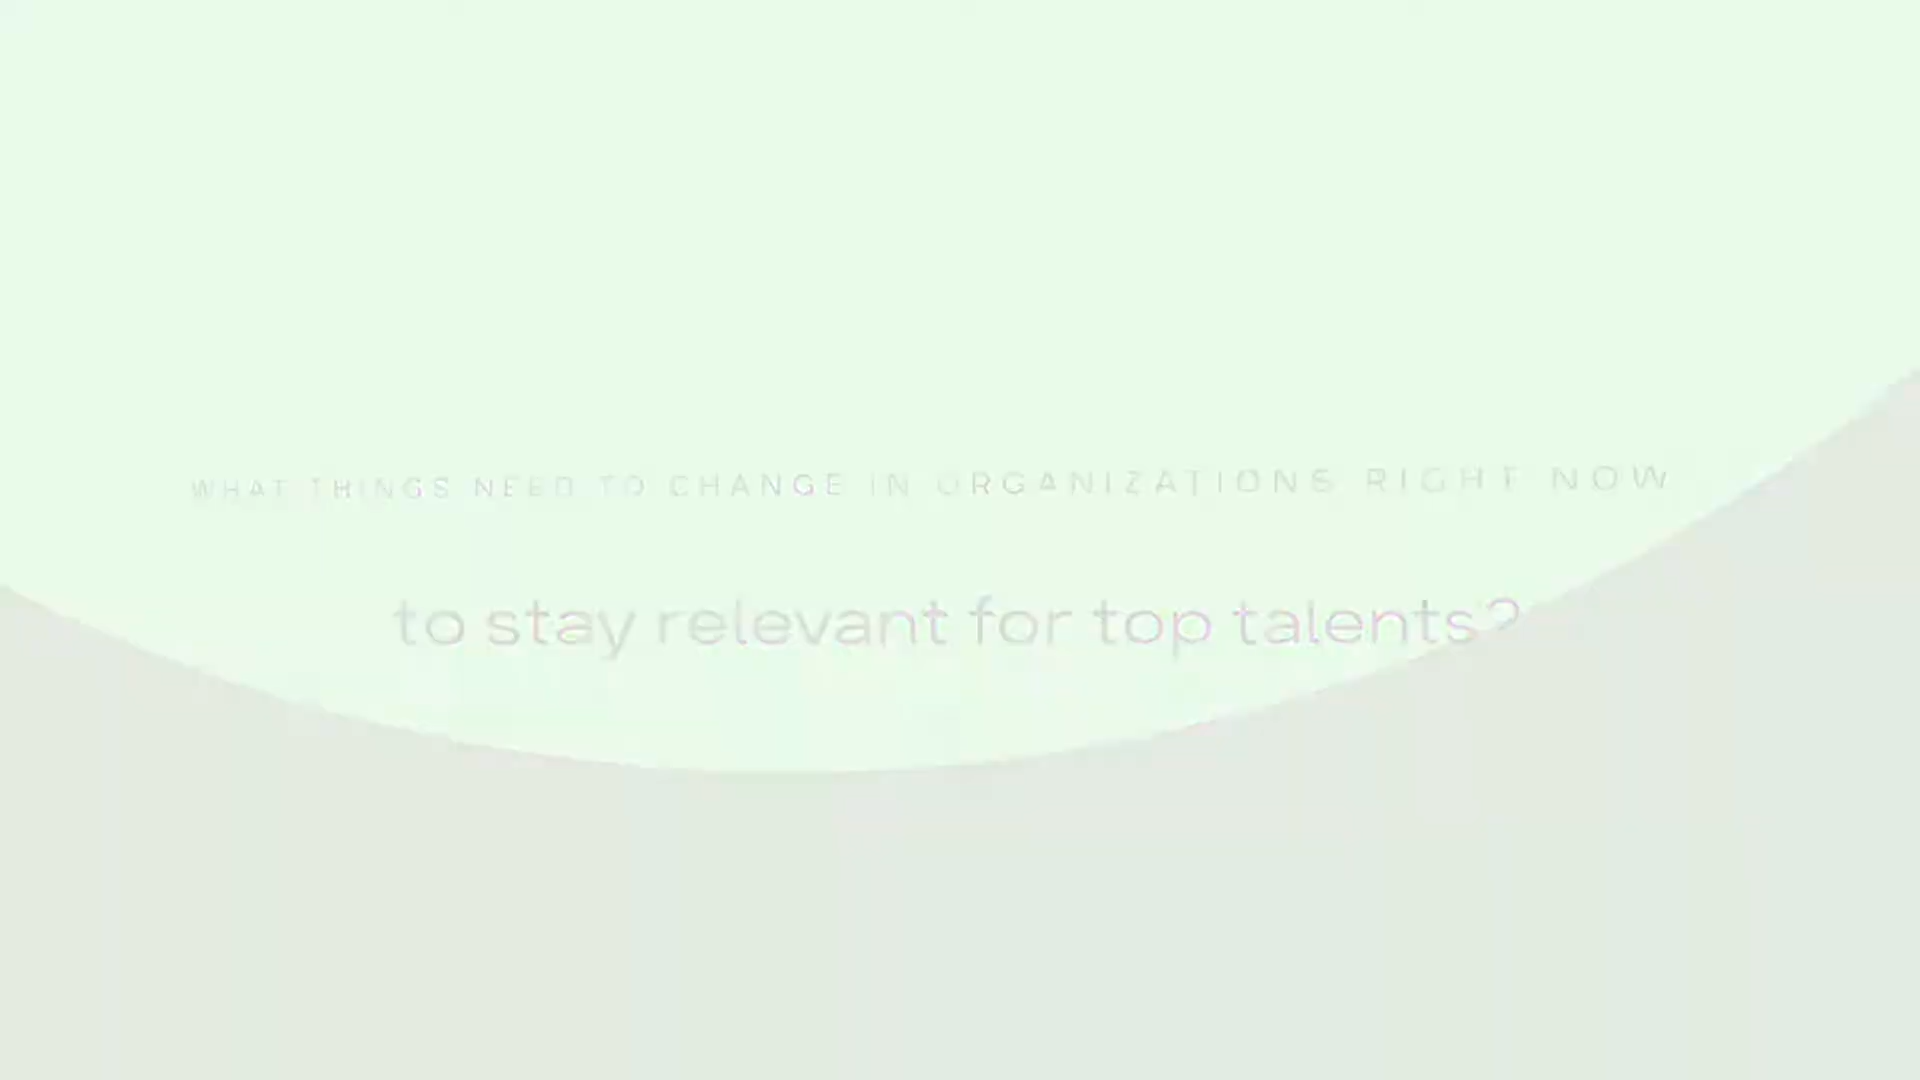 WHAT THINGS NEED TO CHANGE IN ORGANIZATIONS RIGHT NOW
to stay relevant for top talents?